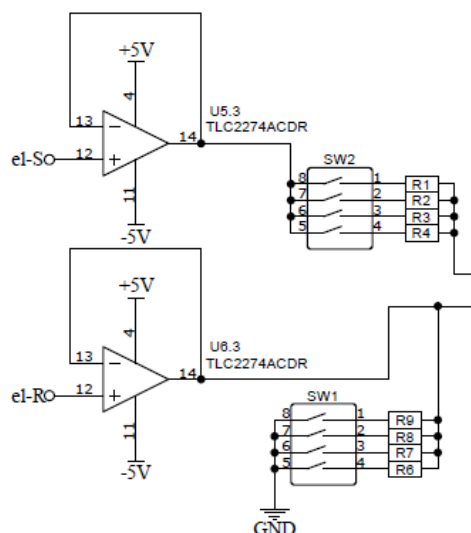 +5V
4
U5.3
TLC2274ACDR
13
14
el-S
12
11
-5V
SW2
8 1 R1
7 2 R2
6 3 R3
5 4 R4
+5V
4
U6.3
TLC2274ACDR
13
14
el-R
12
11
-5V
SW1
8 1 R9
7 2 R8
6 3 R7
5 4 R6
GND